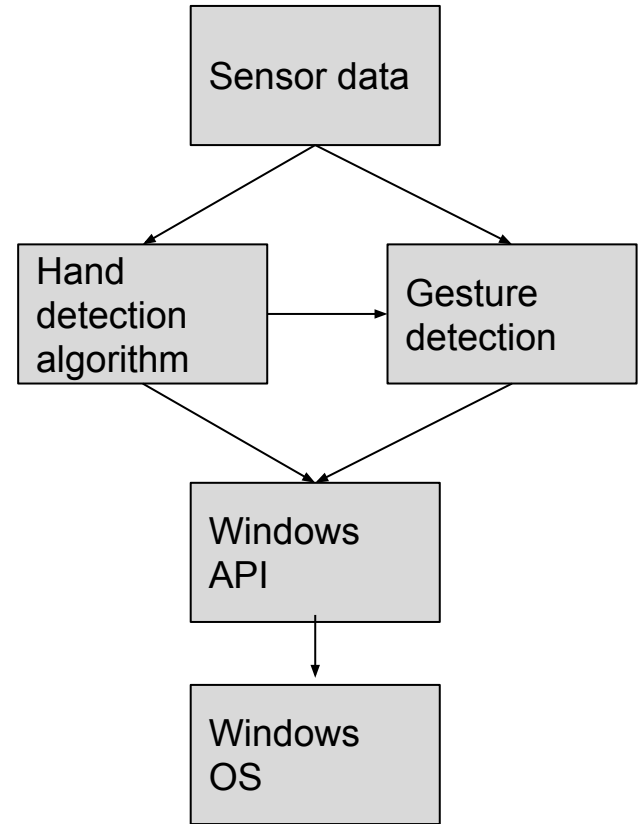 Sensor data
Hand
detection
algorithm
Gesture
detection
Windows
API
Windows
OS